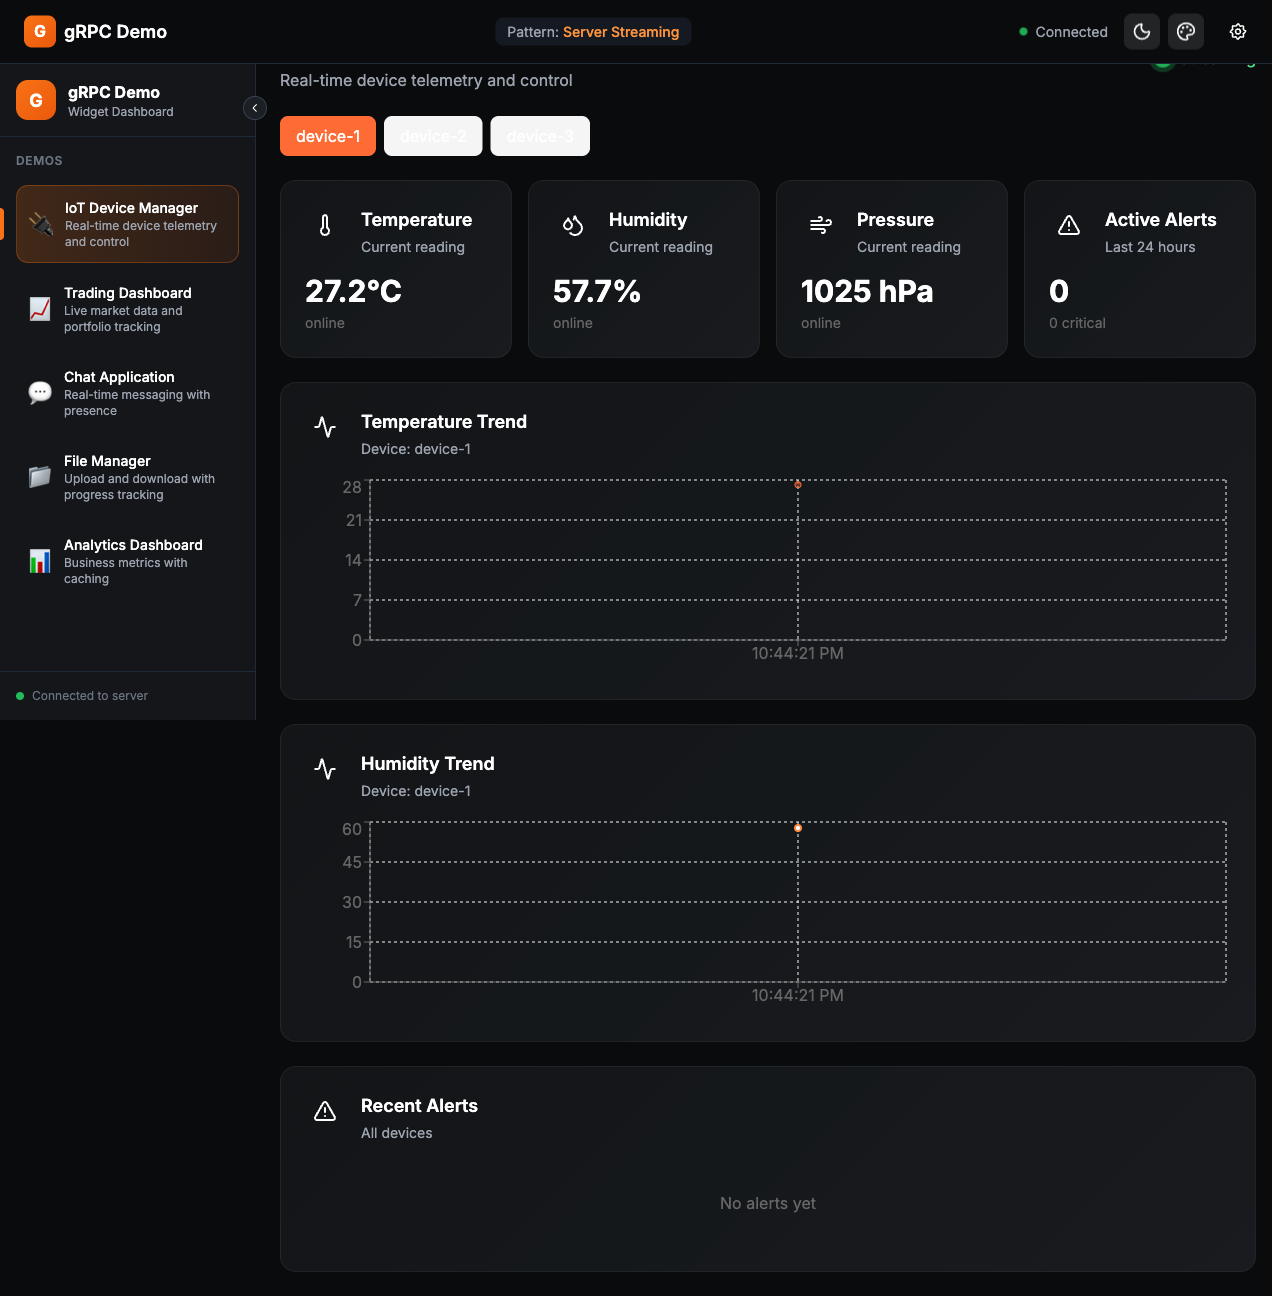 G gRPC Demo
Pattern: Server Streaming
Connected
G
gRPC Demo
Widget Dashboard
DEMOS
IoT Device Manager
Real-time device telemetry
and control
Trading Dashboard
Live market data and
portfolio tracking
Chat Application
Real-time messaging with
presence
File Manager
Upload and download with
progress tracking
Analytics Dashboard
Business metrics with
caching
Connected to server
Real-time device telemetry and control
device-1 device-2 device-3
Temperature
Current reading
27.2°C
online
Humidity
Current reading
57.7%
online
Pressure
Current reading
1025 hPa
online
Active Alerts
Last 24 hours
0
0 critical
Temperature Trend
Device: device-1
28
21
14
7
0
10:44:21 PM
Humidity Trend
Device: device-1
60
45
30
15
0
10:44:21 PM
Recent Alerts
All devices
No alerts yet